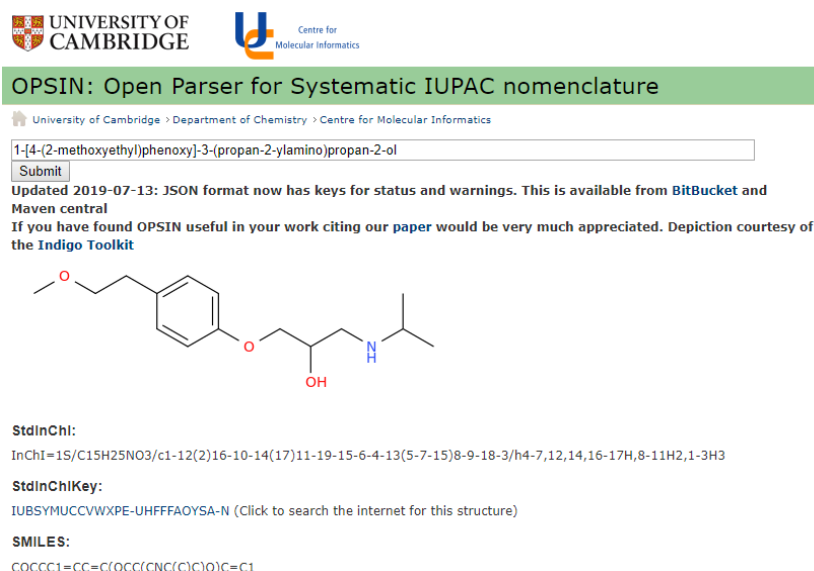 UNIVERSITY OF
CAMBRIDGE
Centre for
Molecular Informatics
OPSIN: Open Parser for Systematic IUPAC nomenclature
University of Cambridge > Department of Chemistry > Centre for Molecular Informatics
1-[4-(2-methoxyethyl)phenoxy]-3-(propan-2-ylamino)propan-2-ol
Submit
Updated 2019-07-13: JSON format now has keys for status and warnings. This is available from BitBucket and
Maven central
If you have found OPSIN useful in your work citing our paper would be very much appreciated. Depiction courtesy of
the Indigo Toolkit
O
O
N
H
OH
StdInChI:
InChI=1S/C15H25NO3/c1-12(2)16-10-14(17)11-19-15-6-4-13(5-7-15)8-9-18-3/h4-7,12,14,16-17H,8-11H2,1-3H3
StdInChIKey:
IUBSYMUCCVWXPE-UHFFFAOYSA-N (Click to search the internet for this structure)
SMILES:
COCCC1=CC=C(OCC(CNC(C)C)O)C=C1